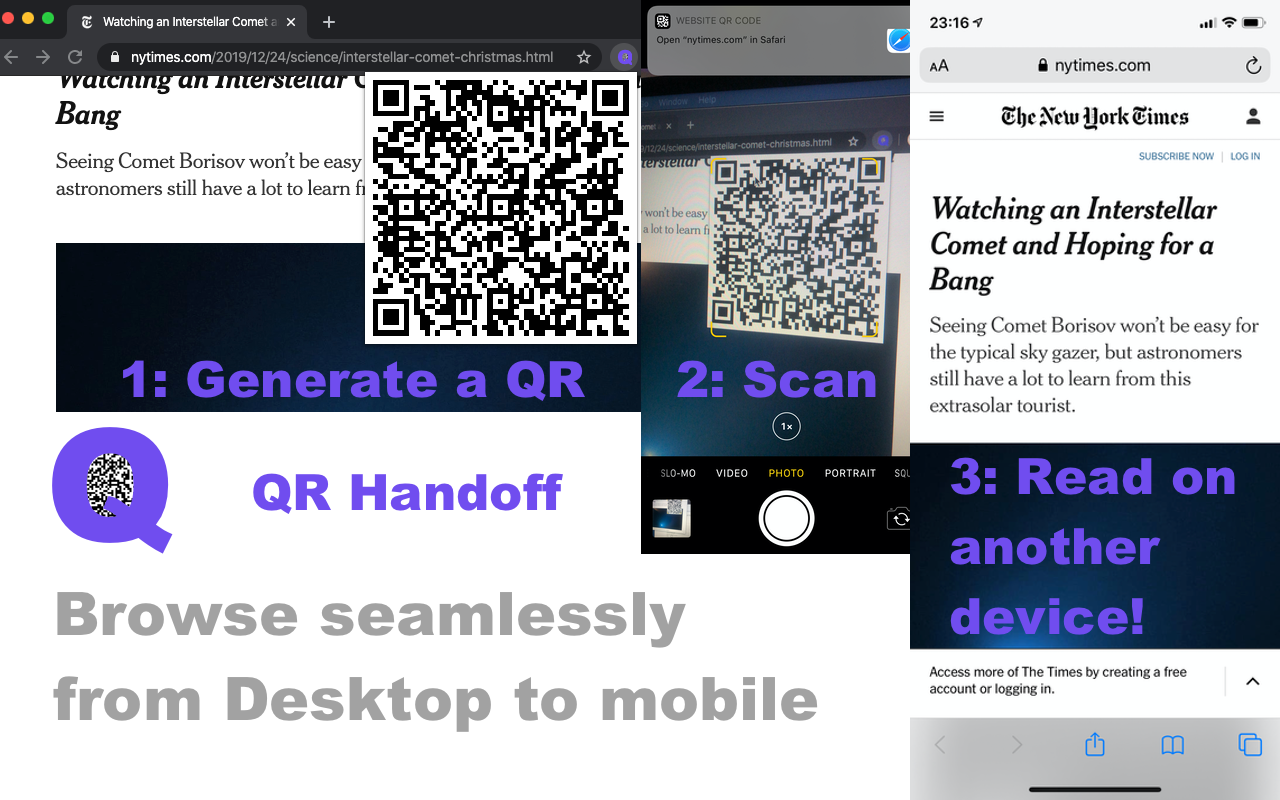 Watching an Interstellar Comet a
nytimes.com/2019/12/24/science/interstellar-comet-christmas.html
Watching an Interstellar C
Bang
Seeing Comet Borisov won't be easy
astronomers still have a lot to learn fr
1: Generate a QR
QR Handoff
Browse seamlessly
from Desktop to mobile
WEBSITE QR CODE
Open "nytimes.com" in Safari
Window Help
/12/24/science/interstellar-comet-christmas.html
won't be easy
a lot to learn fr
2: Scan
1x
SLO-MO VIDEO PHOTO PORTRAIT SQU
23:16
AA nytimes.com
The New York Times
SUBSCRIBE NOW | LOG IN
Watching an Interstellar
Comet and Hoping for a
Bang
Seeing Comet Borisov won't be easy for
the typical sky gazer, but astronomers
still have a lot to learn from this
extrasolar tourist.
3: Read on
another
device!
Access more of The Times by creating a free
account or logging in.